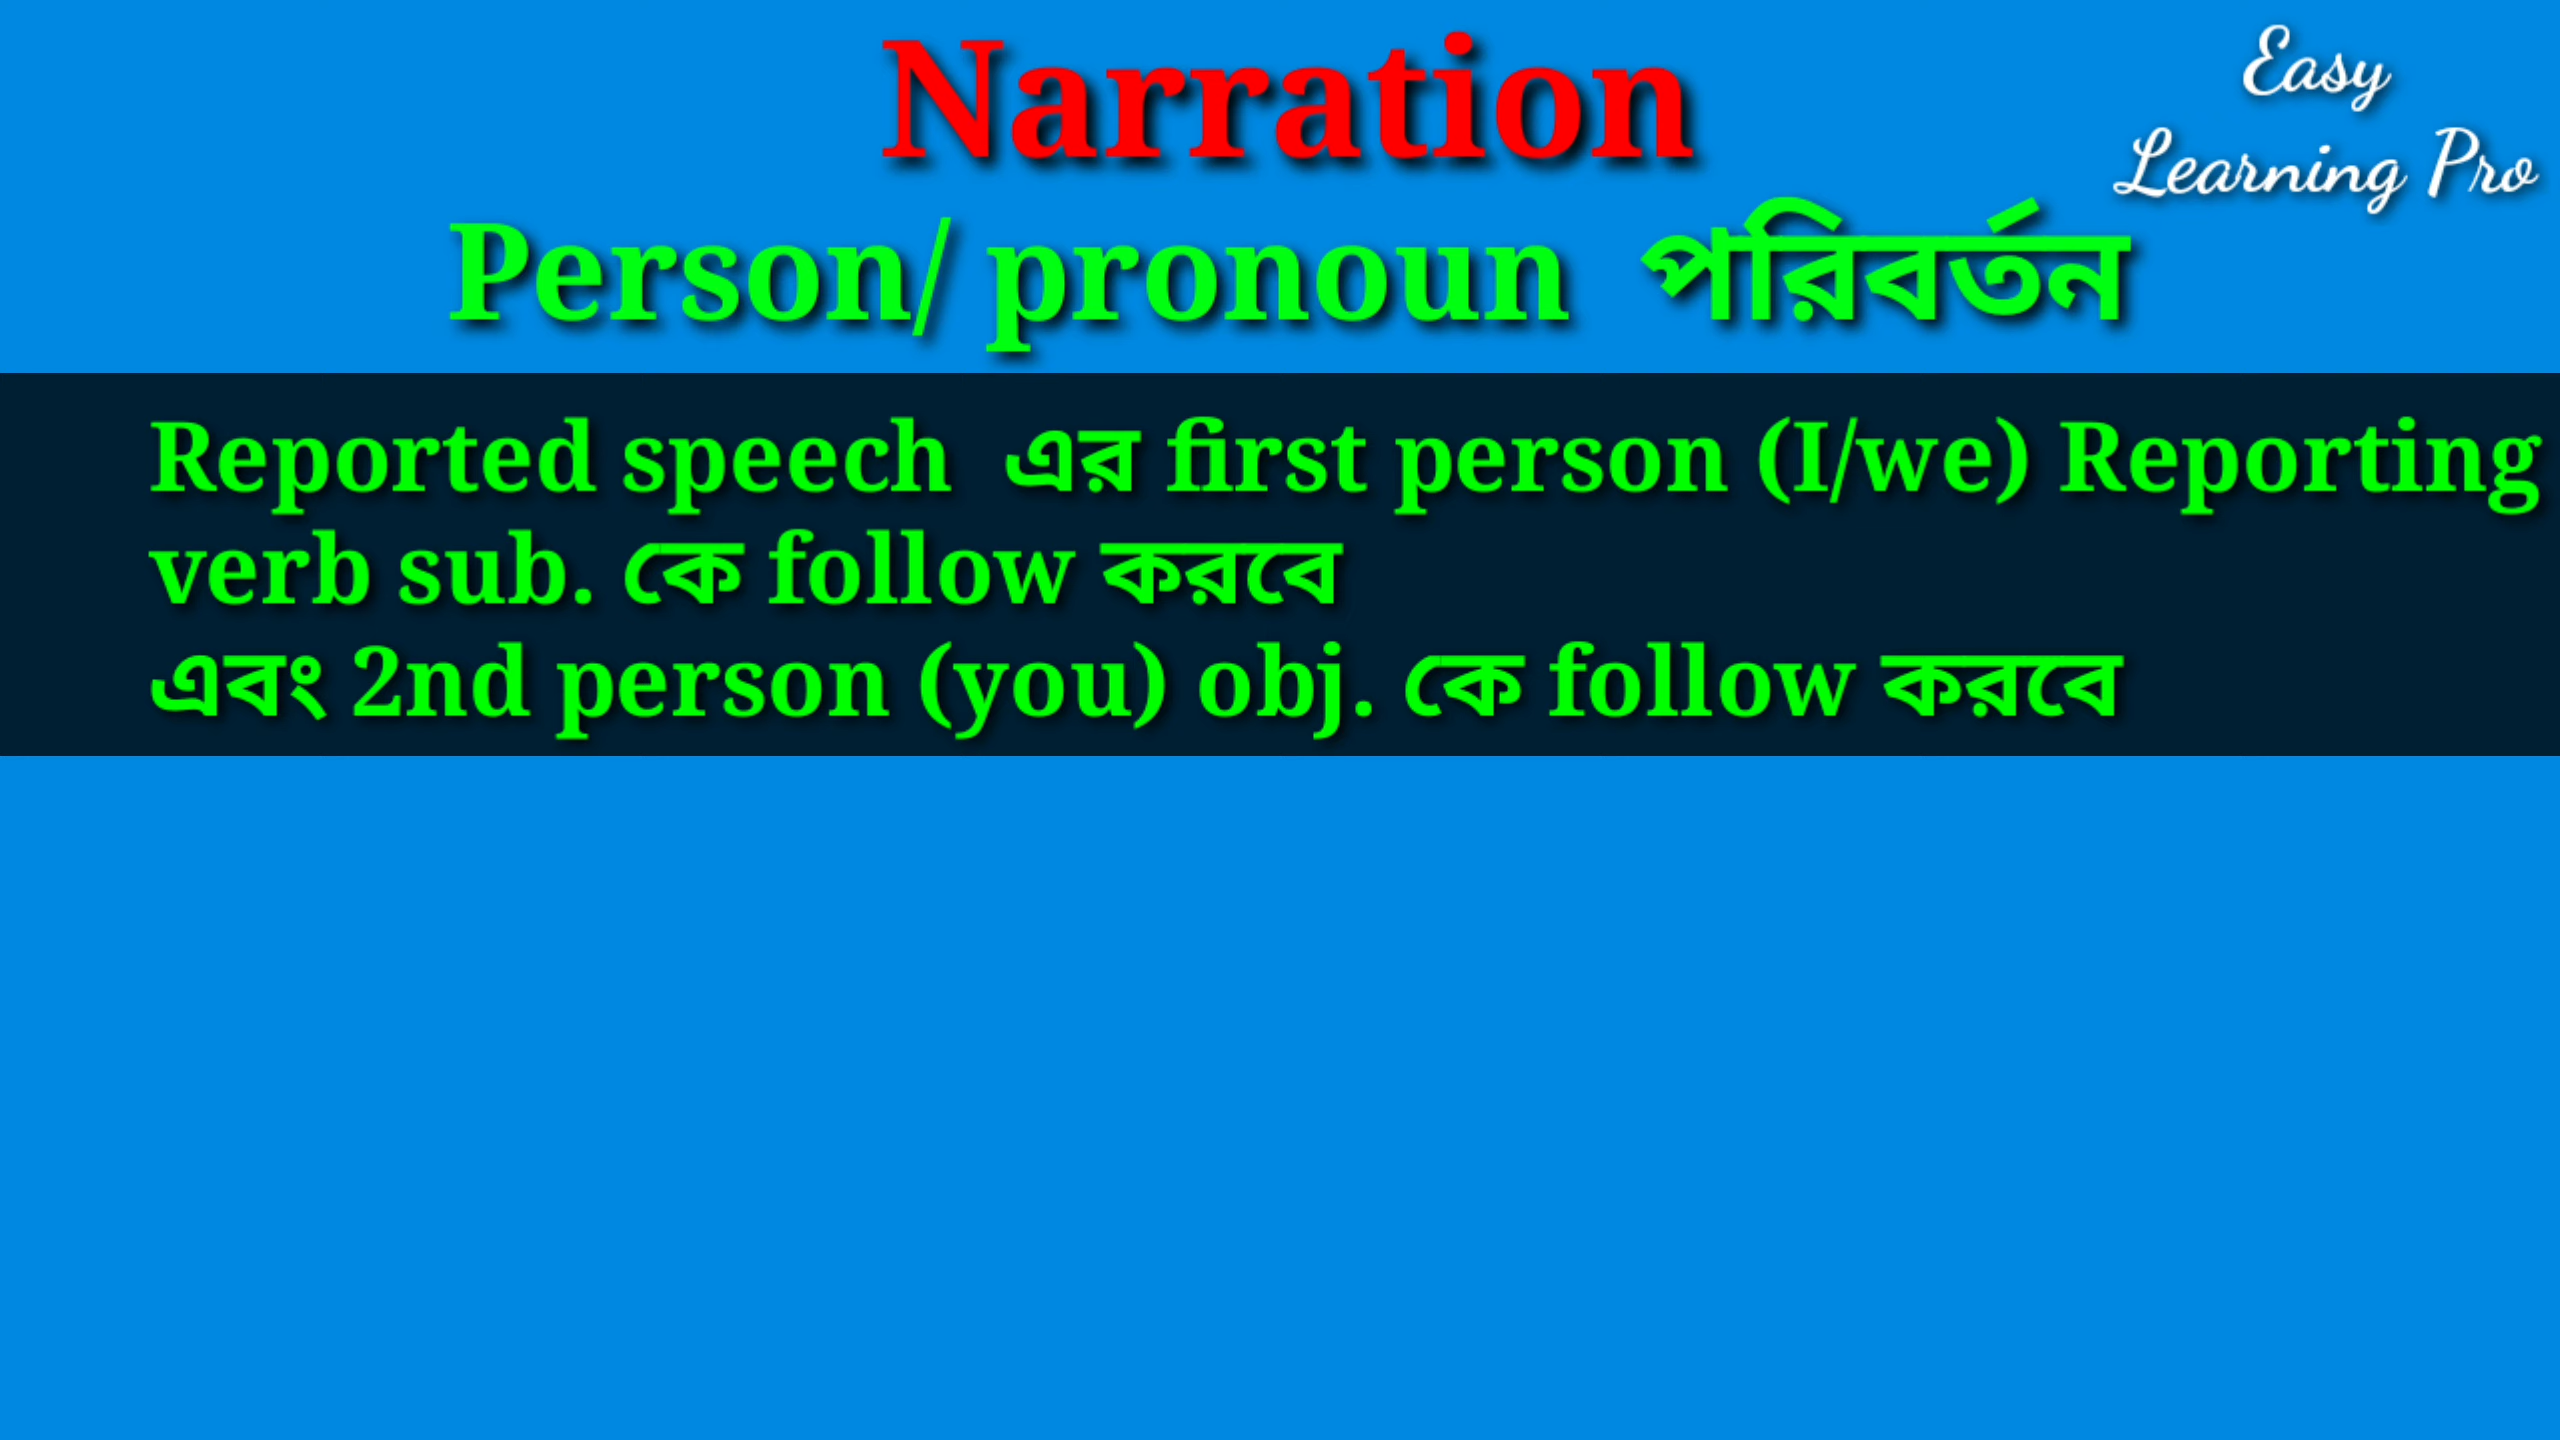 Narration
Easy
Learning Pro
Person/ pronoun পরিবর্তন
Reported speech এর first person (I/we) Reporting
verb sub. কে follow করবে
এবং 2nd person (you) obj. কে follow করবে